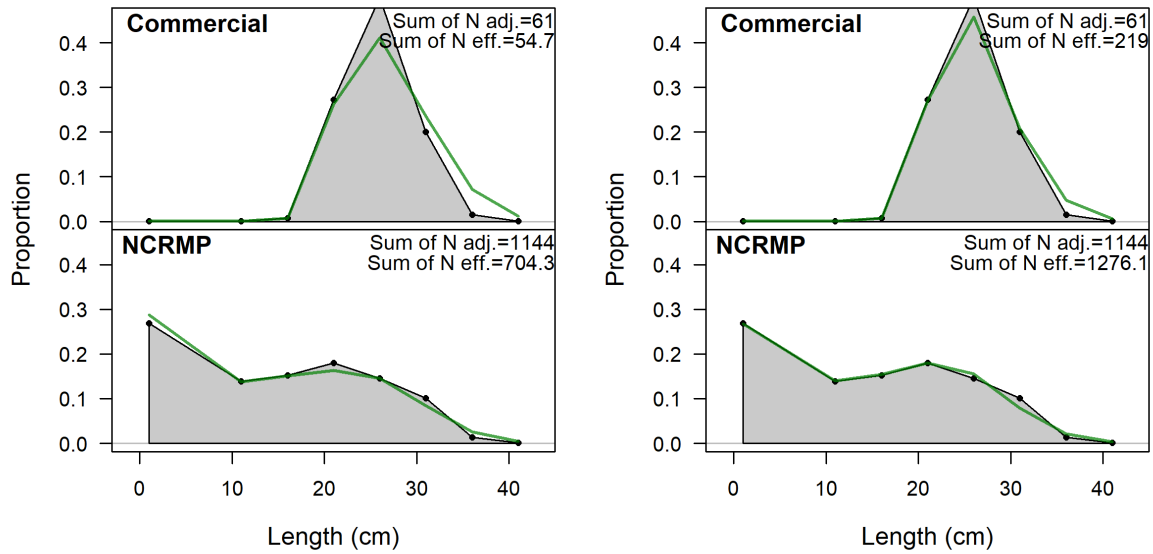 Commercial
Sum of N adj.=61
Sum of N eff.=54.7
0.4
0.3
0.2
0.1
0.0
NCRMP
Sum of N adj.=1144
Sum of N eff.=704.3
0.4
0.3
0.2
0.1
0.0
0 10 20 30 40
Length (cm)
Proportion
Commercial
Sum of N adj.=61
Sum of N eff.=219
0.4
0.3
0.2
0.1
0.0
NCRMP
Sum of N adj.=1144
Sum of N eff.=1276.1
0.4
0.3
0.2
0.1
0.0
0 10 20 30 40
Length (cm)
Proportion